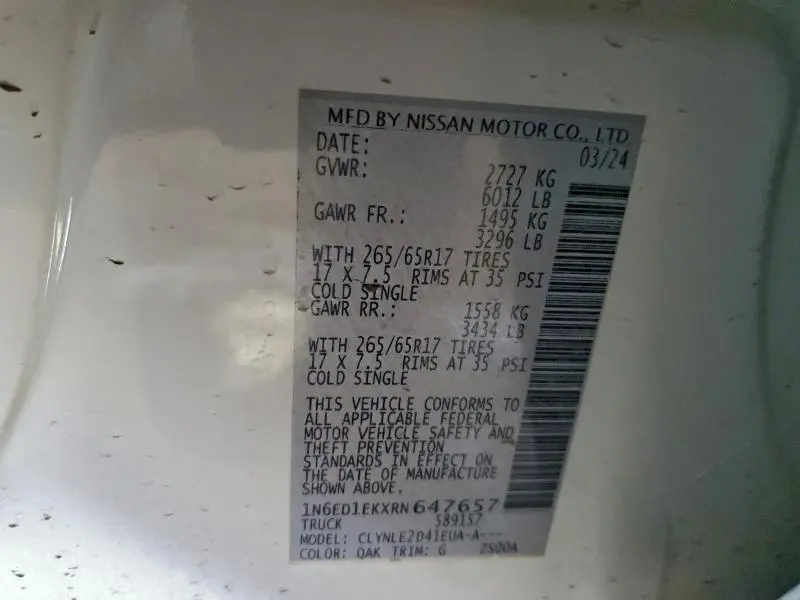 MFD BY NISSAN MOTOR CO., LTD
DATE: 03/24
GVWR: 2727 KG
6012 LB
GAWR FR.: 1495 KG
3296 LB
WITH 265/65R17 TIRES
17 X 7.5 RIMS AT 35 PSI
COLD SINGLE
GAWR RR.: 1558 KG
3434 LB
WITH 265/65R17 TIRES
17 X 7.5 RIMS AT 35 PSI
COLD SINGLE
THIS VEHICLE CONFORMS TO
ALL APPLICABLE FEDERAL
MOTOR VEHICLE SAFETY AND
THEFT PREVENTION
STANDARDS IN EFFECT ON
THE DATE OF MANUFACTURE
SHOWN ABOVE.
1N6ED1EKXRN647657
TRUCK 589157
MODEL: CLYNLE2D41EUA-A---
COLOR: QAK TRIM: G 2S00A